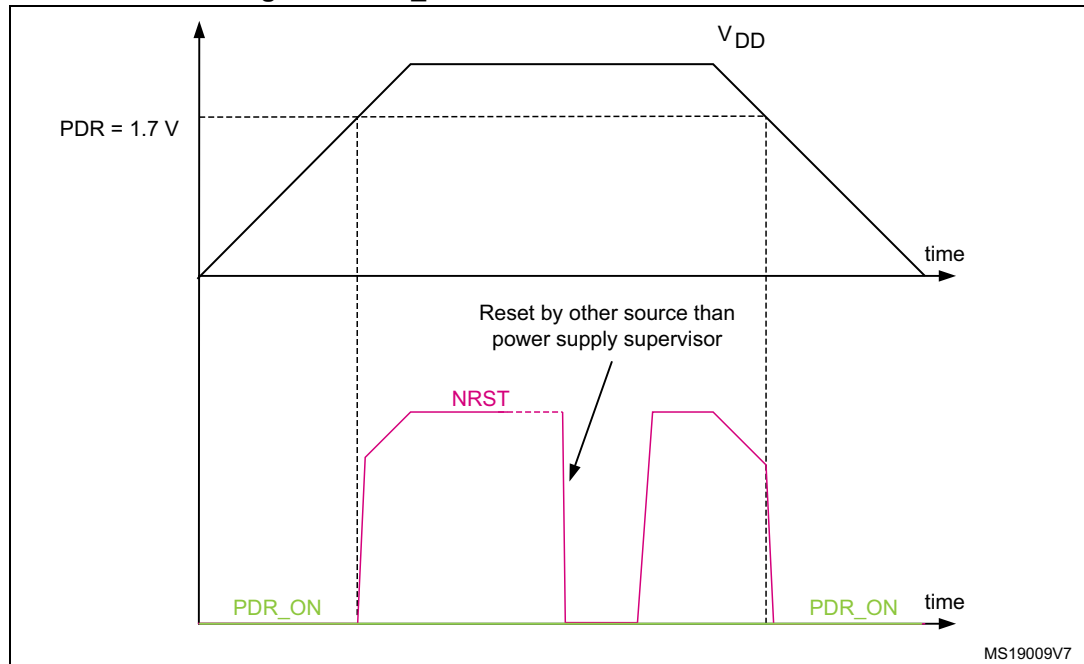 V DD
PDR = 1.7 V
time
Reset by other source than
power supply supervisor
NRST
PDR_ON
PDR_ON
time
MS19009V7